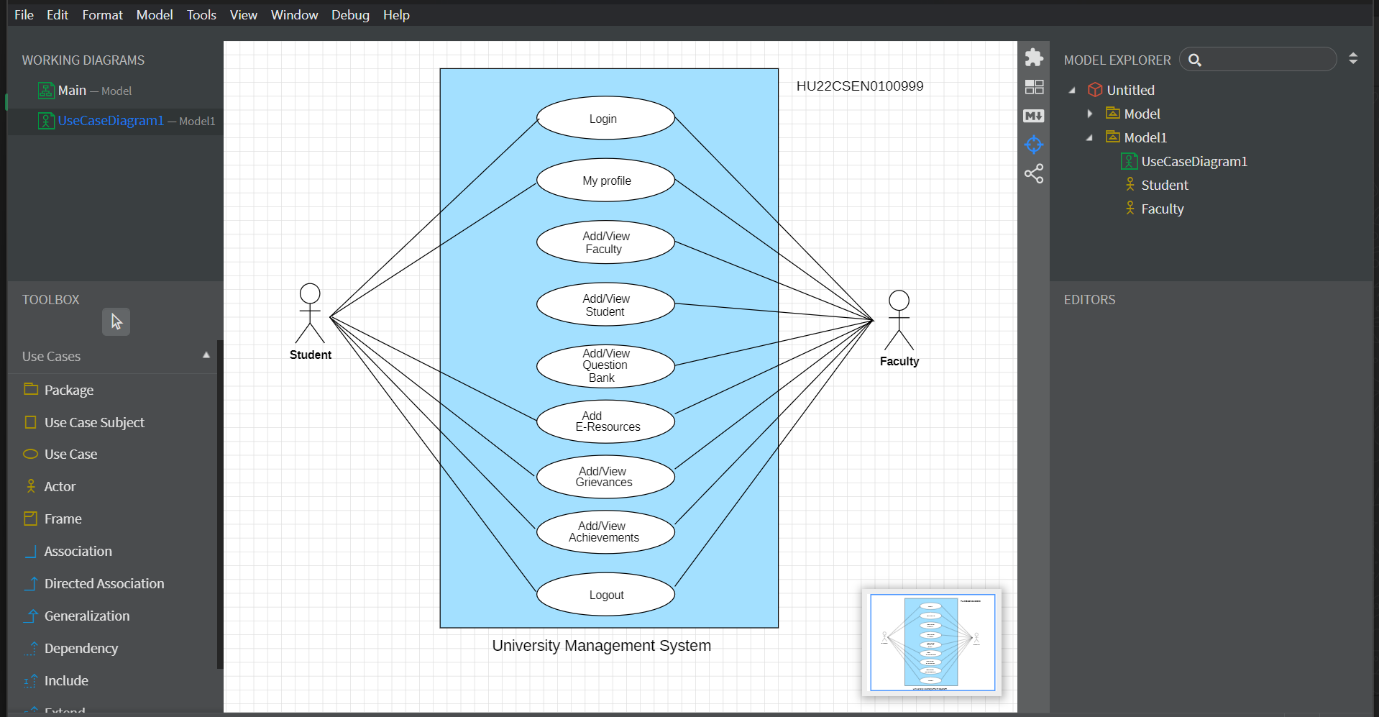 File Edit Format Model Tools View Window Debug Help
WORKING DIAGRAMS
Main — Model
UseCaseDiagram1 — Model1
TOOLBOX
Use Cases
Package
Use Case Subject
Use Case
Actor
Frame
Association
Directed Association
Generalization
Dependency
Include
Extend
HU22CSEN0100999
Login
My profile
Add/View
Faculty
Add/View
Student
Add/View
Question
Bank
Add
E-Resources
Add/View
Grievances
Add/View
Achievements
Logout
Student
Faculty
University Management System
M
MODEL EXPLORER
Untitled
Model
Model1
UseCaseDiagram1
Student
Faculty
EDITORS